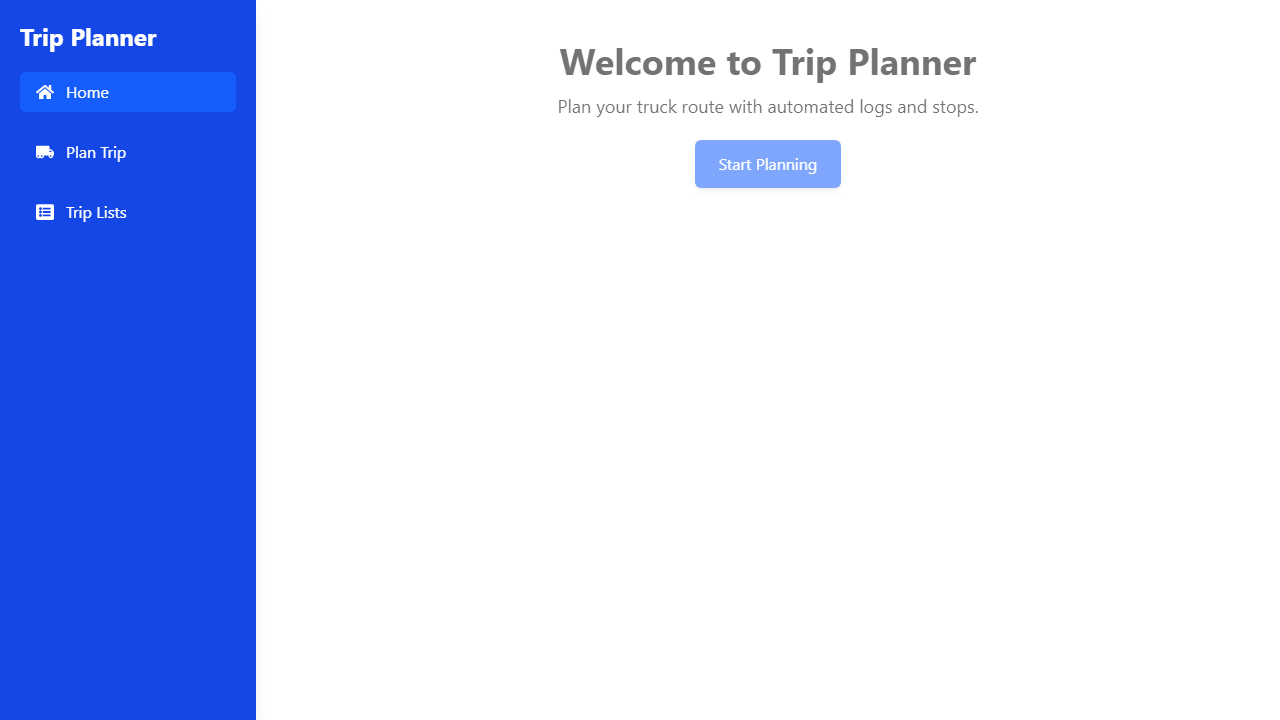 Trip Planner
Home
Plan Trip
Trip Lists
Welcome to Trip Planner
Plan your truck route with automated logs and stops.
Start Planning